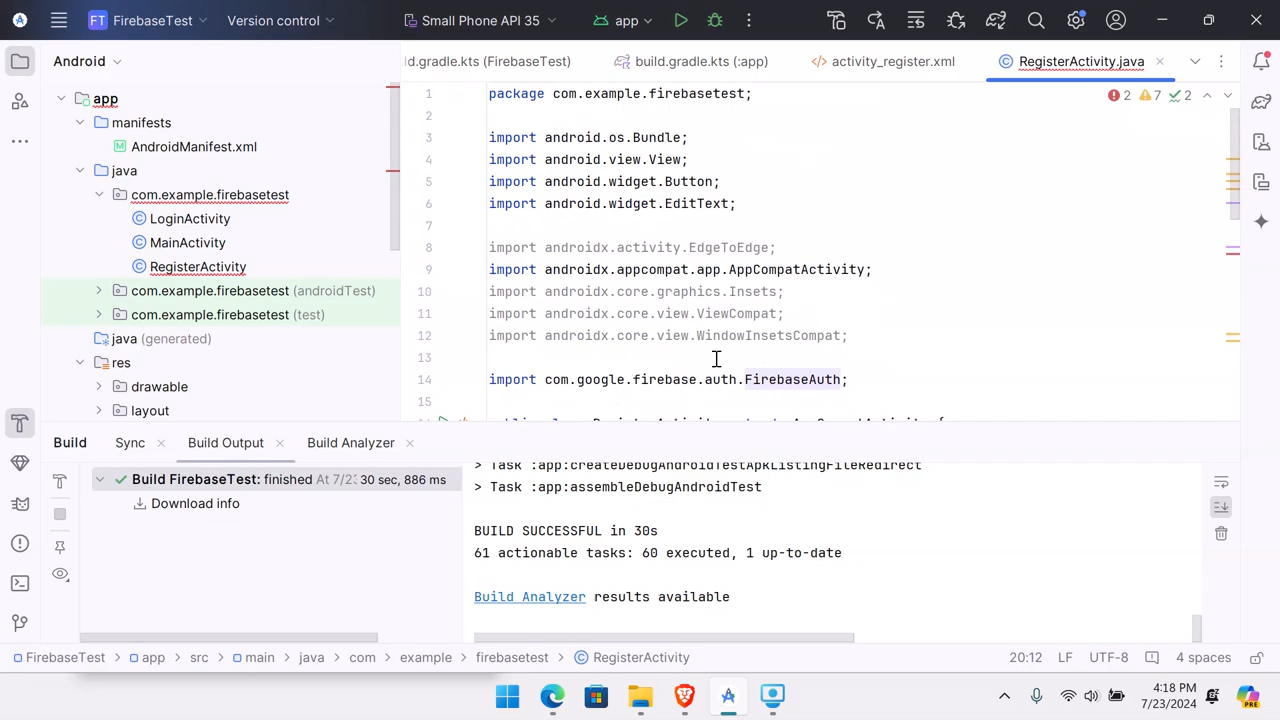 FT FirebaseTest Version control Small Phone API 35 app
Android
ld.gradle.kts (FirebaseTest) build.gradle.kts (:app) activity_register.xml RegisterActivity.java
2 7 2
app
manifests
AndroidManifest.xml
java
com.example.firebasetest
LoginActivity
MainActivity
RegisterActivity
com.example.firebasetest (androidTest)
com.example.firebasetest (test)
java (generated)
res
drawable
layout
1 package com.example.firebasetest;
2
3 import android.os.Bundle;
4 import android.view.View;
5 import android.widget.Button;
6 import android.widget.EditText;
7
8 import androidx.activity.EdgeToEdge;
9 import androidx.appcompat.app.AppCompatActivity;
10 import androidx.core.graphics.Insets;
11 import androidx.core.view.ViewCompat;
12 import androidx.core.view.WindowInsetsCompat;
13
14 import com.google.firebase.auth.FirebaseAuth;
15
Build Sync Build Output Build Analyzer
Build FirebaseTest: finished At 7/23 30 sec, 886 ms
Download info
> Task :app:createDebugAndroidTestApkListingFileRedirect
> Task :app:assembleDebugAndroidTest
BUILD SUCCESSFUL in 30s
61 actionable tasks: 60 executed, 1 up-to-date
Build Analyzer results available
FirebaseTest > app > src > main > java > com > example > firebasetest > RegisterActivity 20:12 LF UTF-8 4 spaces
4:18 PM
7/23/2024
PRE